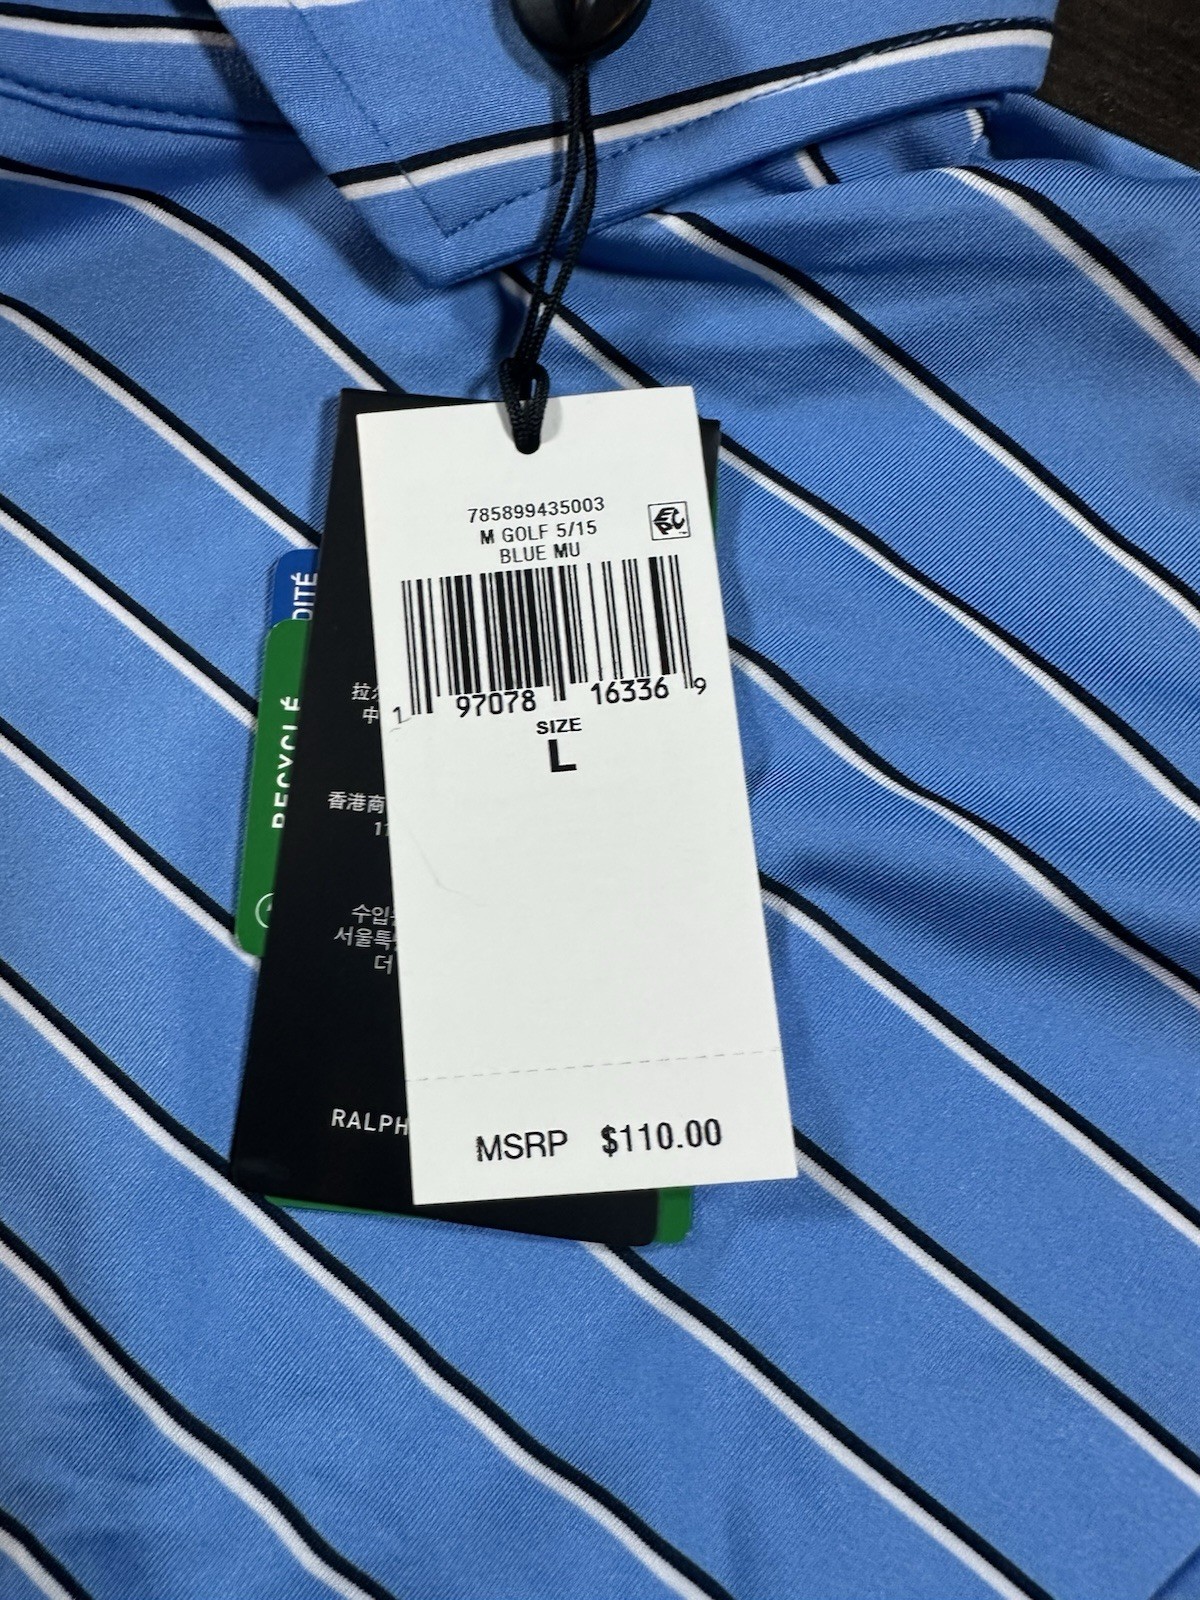 785899435003
M GOLF 5/15
BLUE MU
1 97078 16336 9
SIZE
L
MSRP $110.00
DITÉ
RECYCLÉ
拉
中
香港商
11
수입
서울특
더
RALPH